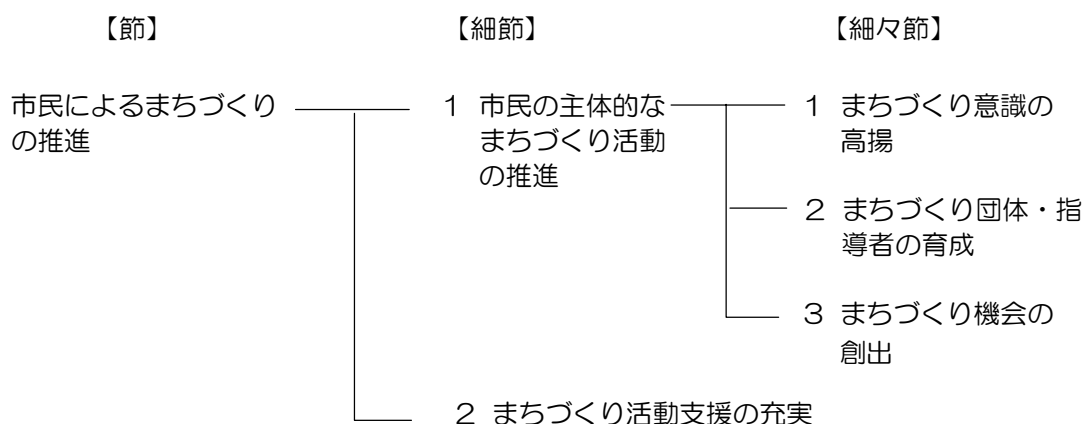 【節】 【細節】 【細々節】
市民によるまちづくり
の推進
1 市民の主体的な
まちづくり活動
の推進
1 まちづくり意識の
高揚
2 まちづくり団体・指
導者の育成
3 まちづくり機会の
創出
2 まちづくり活動支援の充実